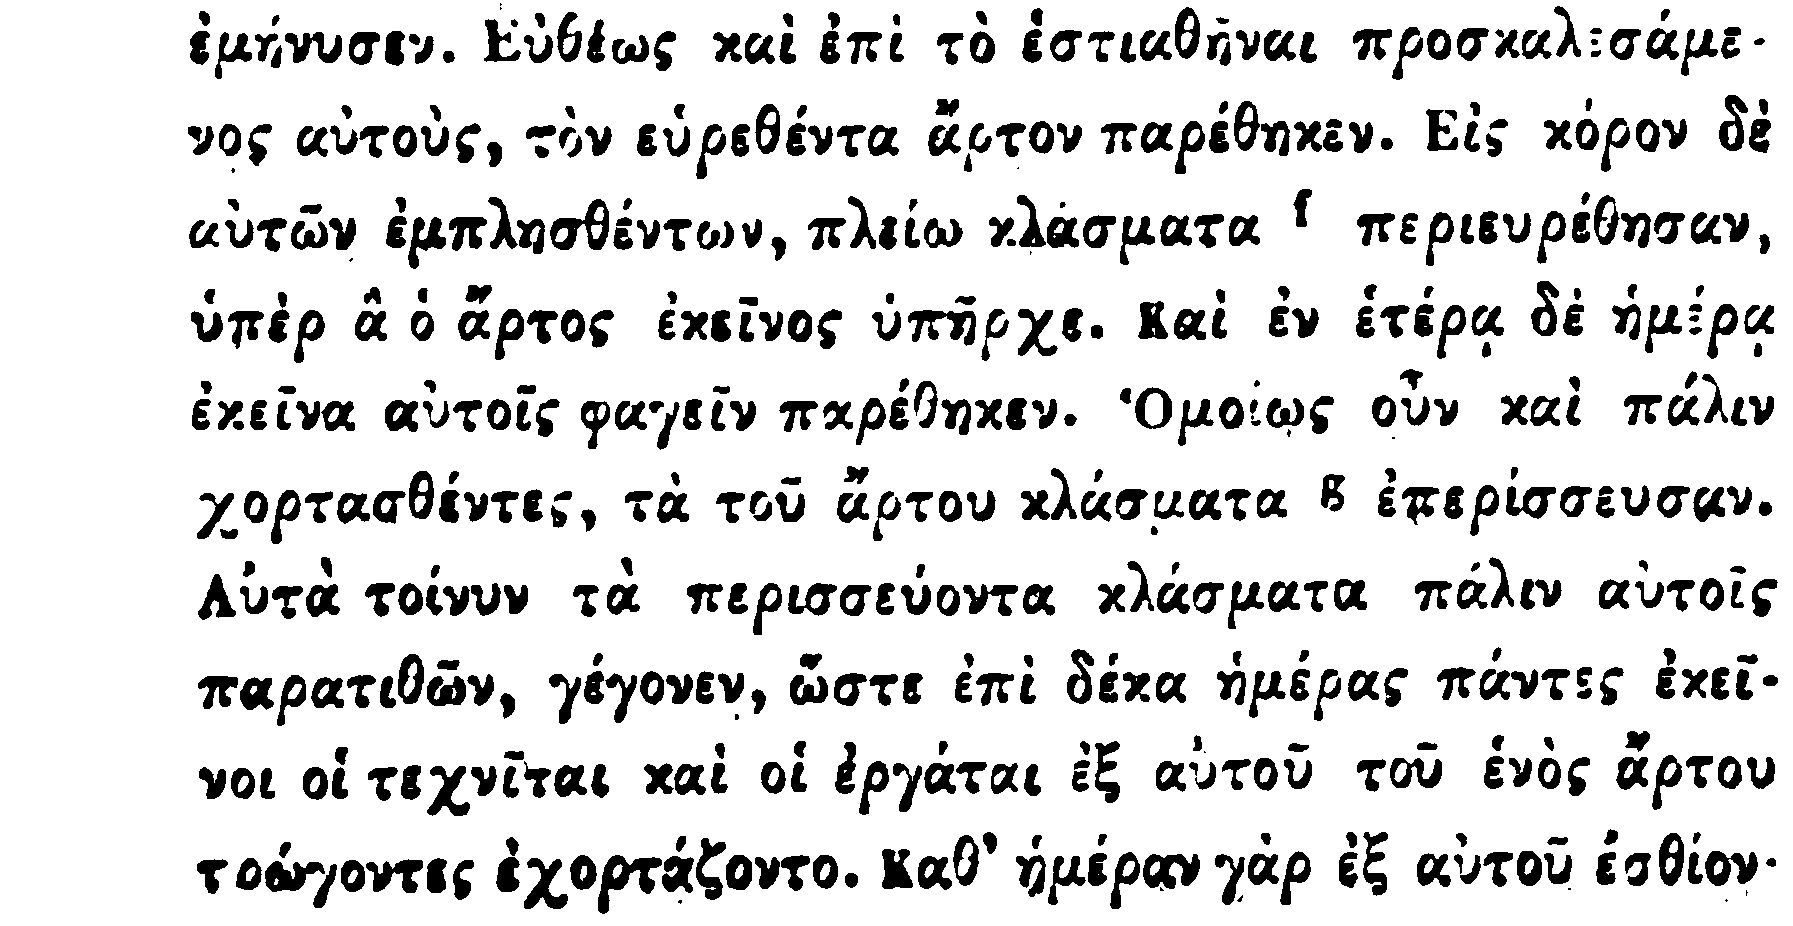 ἐμήνυσεν. Εὐθέως καὶ ἐπὶ τὸ ἑστιαθῆναι προσκαλεσάμε-
νος αὐτοὺς, τὸν εὑρεθέντα ἄρτον παρέθηκεν. Εἰς κόρον δὲ
αὐτῶν ἐμπλησθέντων, πλείω κλάσματα f περιευρέθησαν,
ὑπὲρ ἃ ὁ ἄρτος ἐκεῖνος ὑπῆρχε. Καὶ ἐν ἑτέρᾳ δὲ ἡμέρᾳ
ἐκεῖνα αὐτοῖς φαγεῖν παρέθηκεν. Ὁμοίως οὖν καὶ πάλιν
χορτασθέντες, τὰ τοῦ ἄρτου κλάσματα g ἐπερίσσευσαν.
Αὐτὰ τοίνυν τὰ περισσεύοντα κλάσματα πάλιν αὐτοῖς
παρατιθῶν, γέγονεν, ὥστε ἐπὶ δέκα ἡμέρας πάντες ἐκεῖ-
νοι οἱ τεχνῖται καὶ οἱ ἐργάται ἐξ αὐτοῦ τοῦ ἑνὸς ἄρτου
τρώγοντες ἐχορτάζοντο. Καθ’ ἡμέραν γὰρ ἐξ αὐτοῦ ἐσθίον-